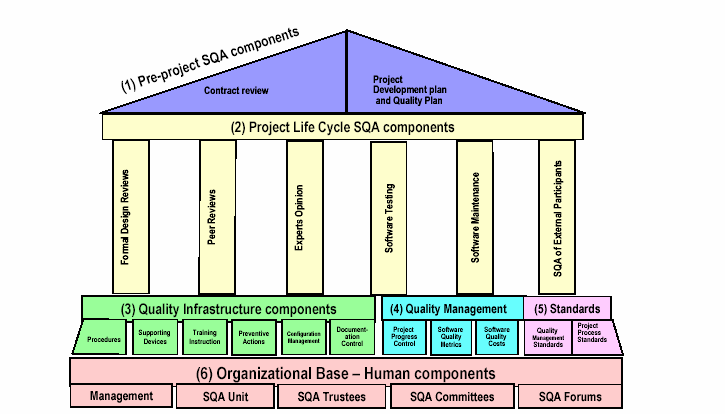 (1) Pre-project SQA components
Contract review
Project
Development plan
and Quality Plan
(2) Project Life Cycle SQA components
Formal Design Reviews
Peer Reviews
Experts Opinion
Software Testing
Software Maintenance
SQA of External Participants
(3) Quality Infrastructure components
(4) Quality Management
(5) Standards
Procedures
Supporting
Devices
Training
Instruction
Preventive
Actions
Configuration
Management
Document-
ation
Control
Project
Progress
Control
Software
Quality
Metrics
Software
Quality
Costs
Quality
Management
Standards
Project
Process
Standards
(6) Organizational Base – Human components
Management
SQA Unit
SQA Trustees
SQA Committees
SQA Forums